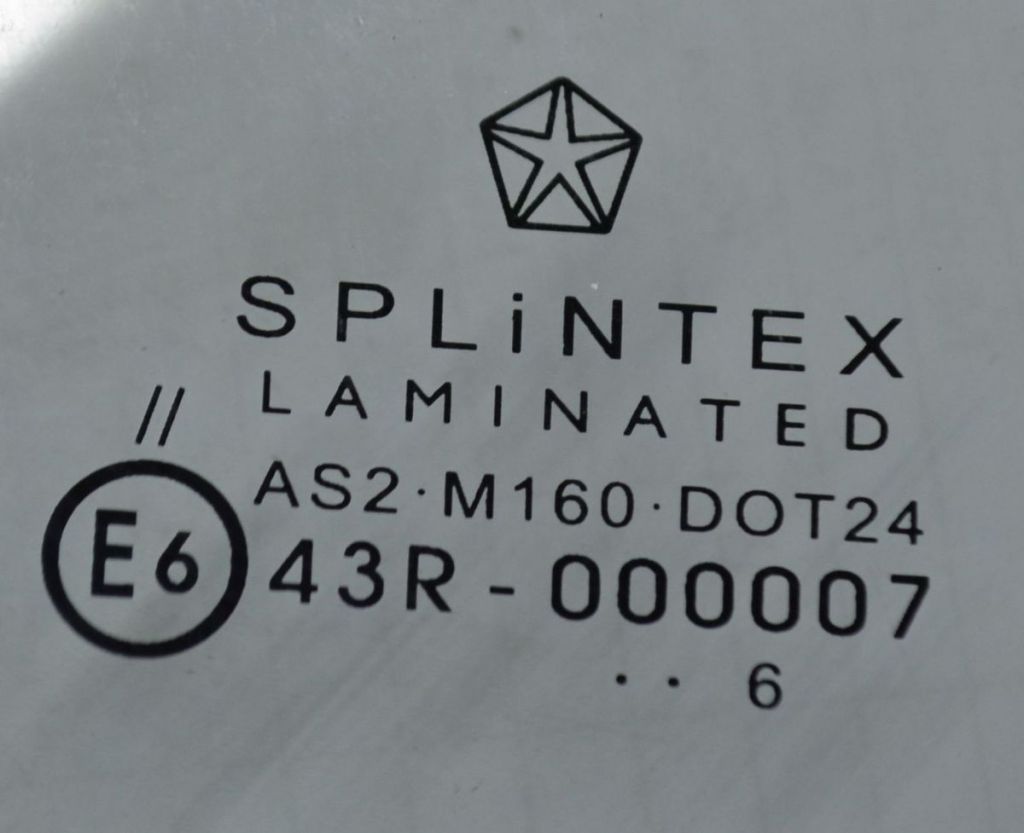 SPLiNTEX
LAMINATED
//
AS2·M160·DOT24
E6 43R-000007
·· 6